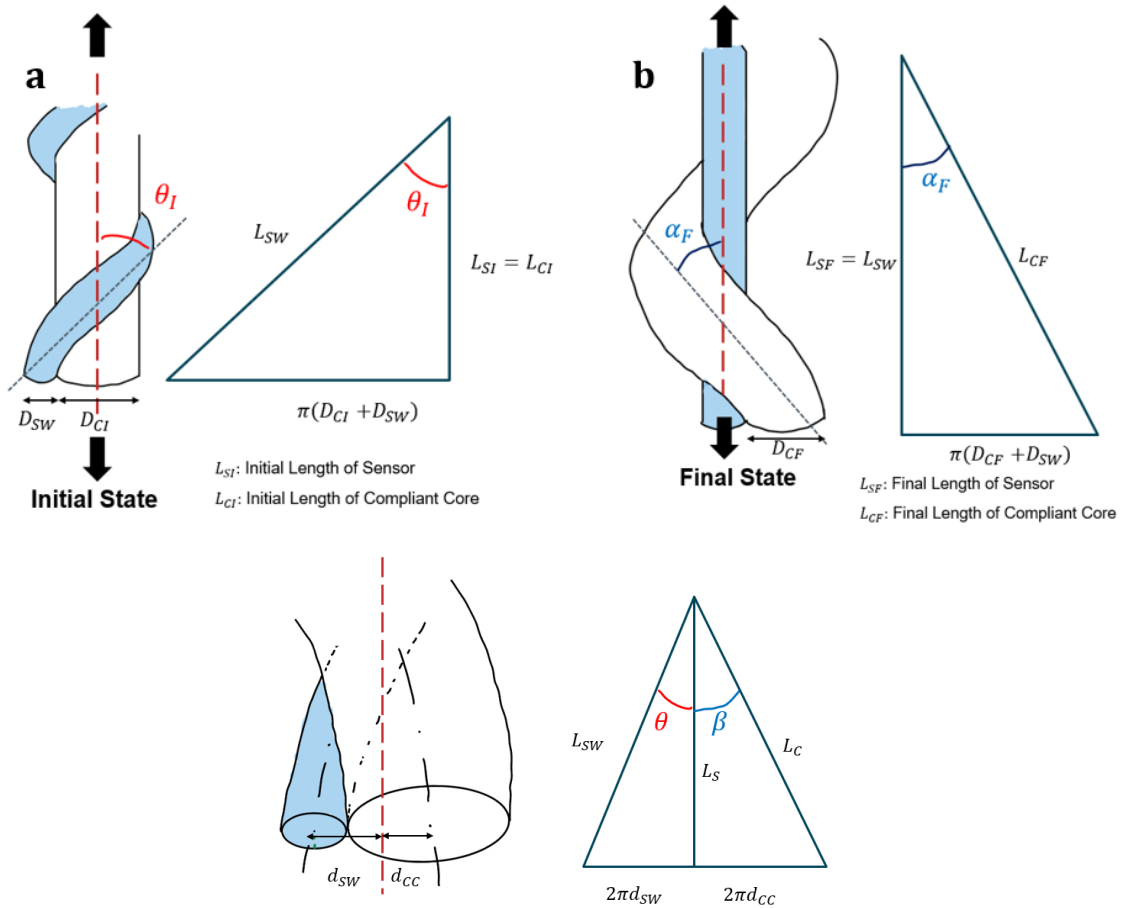 a
θ_I
D_SW
D_CI
Initial State
L_SW
θ_I
L_SI = L_CI
π(D_CI + D_SW)
L_SI: Initial Length of Sensor
L_CI: Initial Length of Compliant Core
b
α_F
D_CF
Final State
α_F
L_SF = L_SW
L_CF
π(D_CF + D_SW)
L_SF: Final Length of Sensor
L_CF: Final Length of Compliant Core
d_SW
d_CC
θ
β
L_SW
L_S
L_C
2πd_SW
2πd_CC